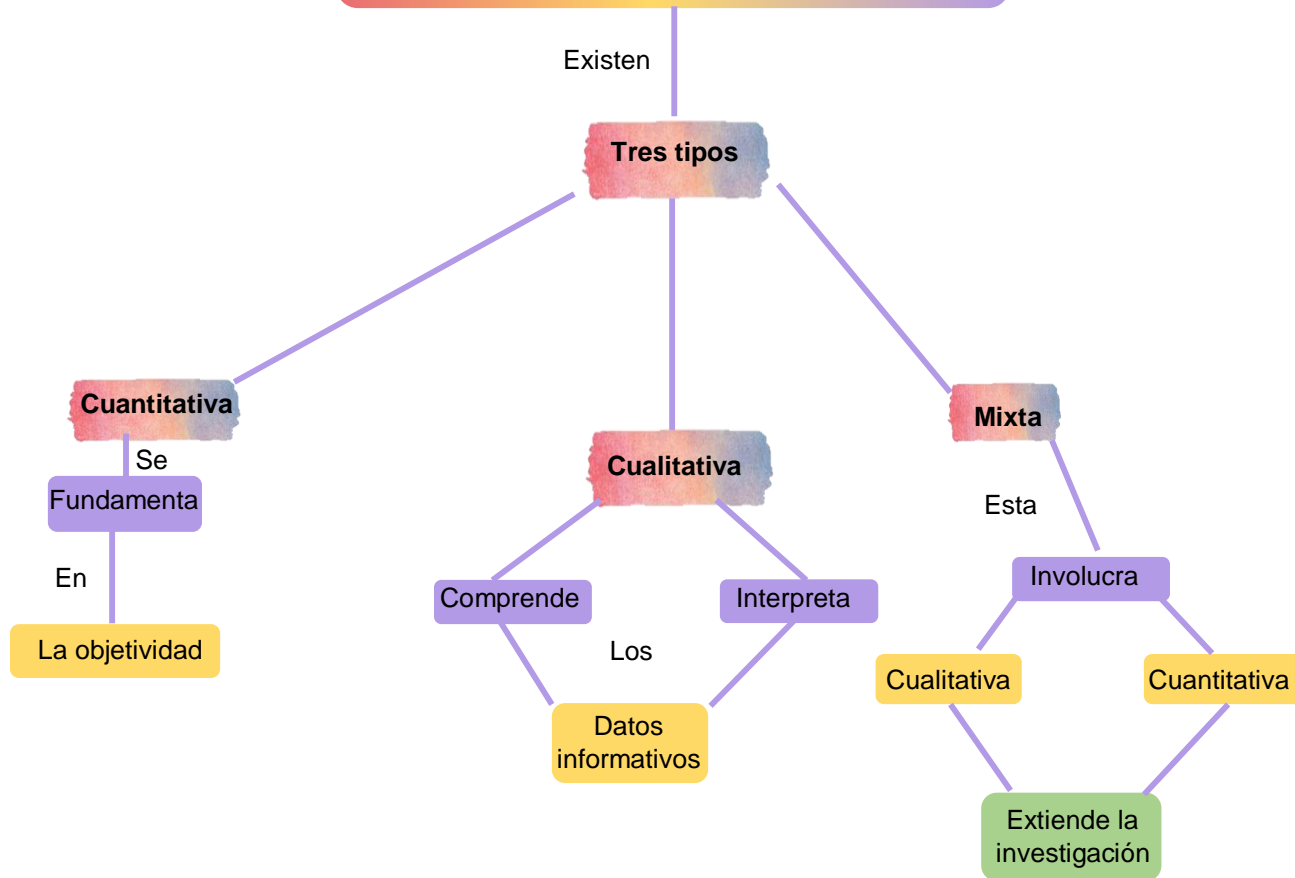 Existen
Tres tipos
Cuantitativa
Se
Fundamenta
En
La objetividad
Cualitativa
Comprende
Interpreta
Los
Datos
informativos
Mixta
Esta
Involucra
Cualitativa
Cuantitativa
Extiende la
investigación